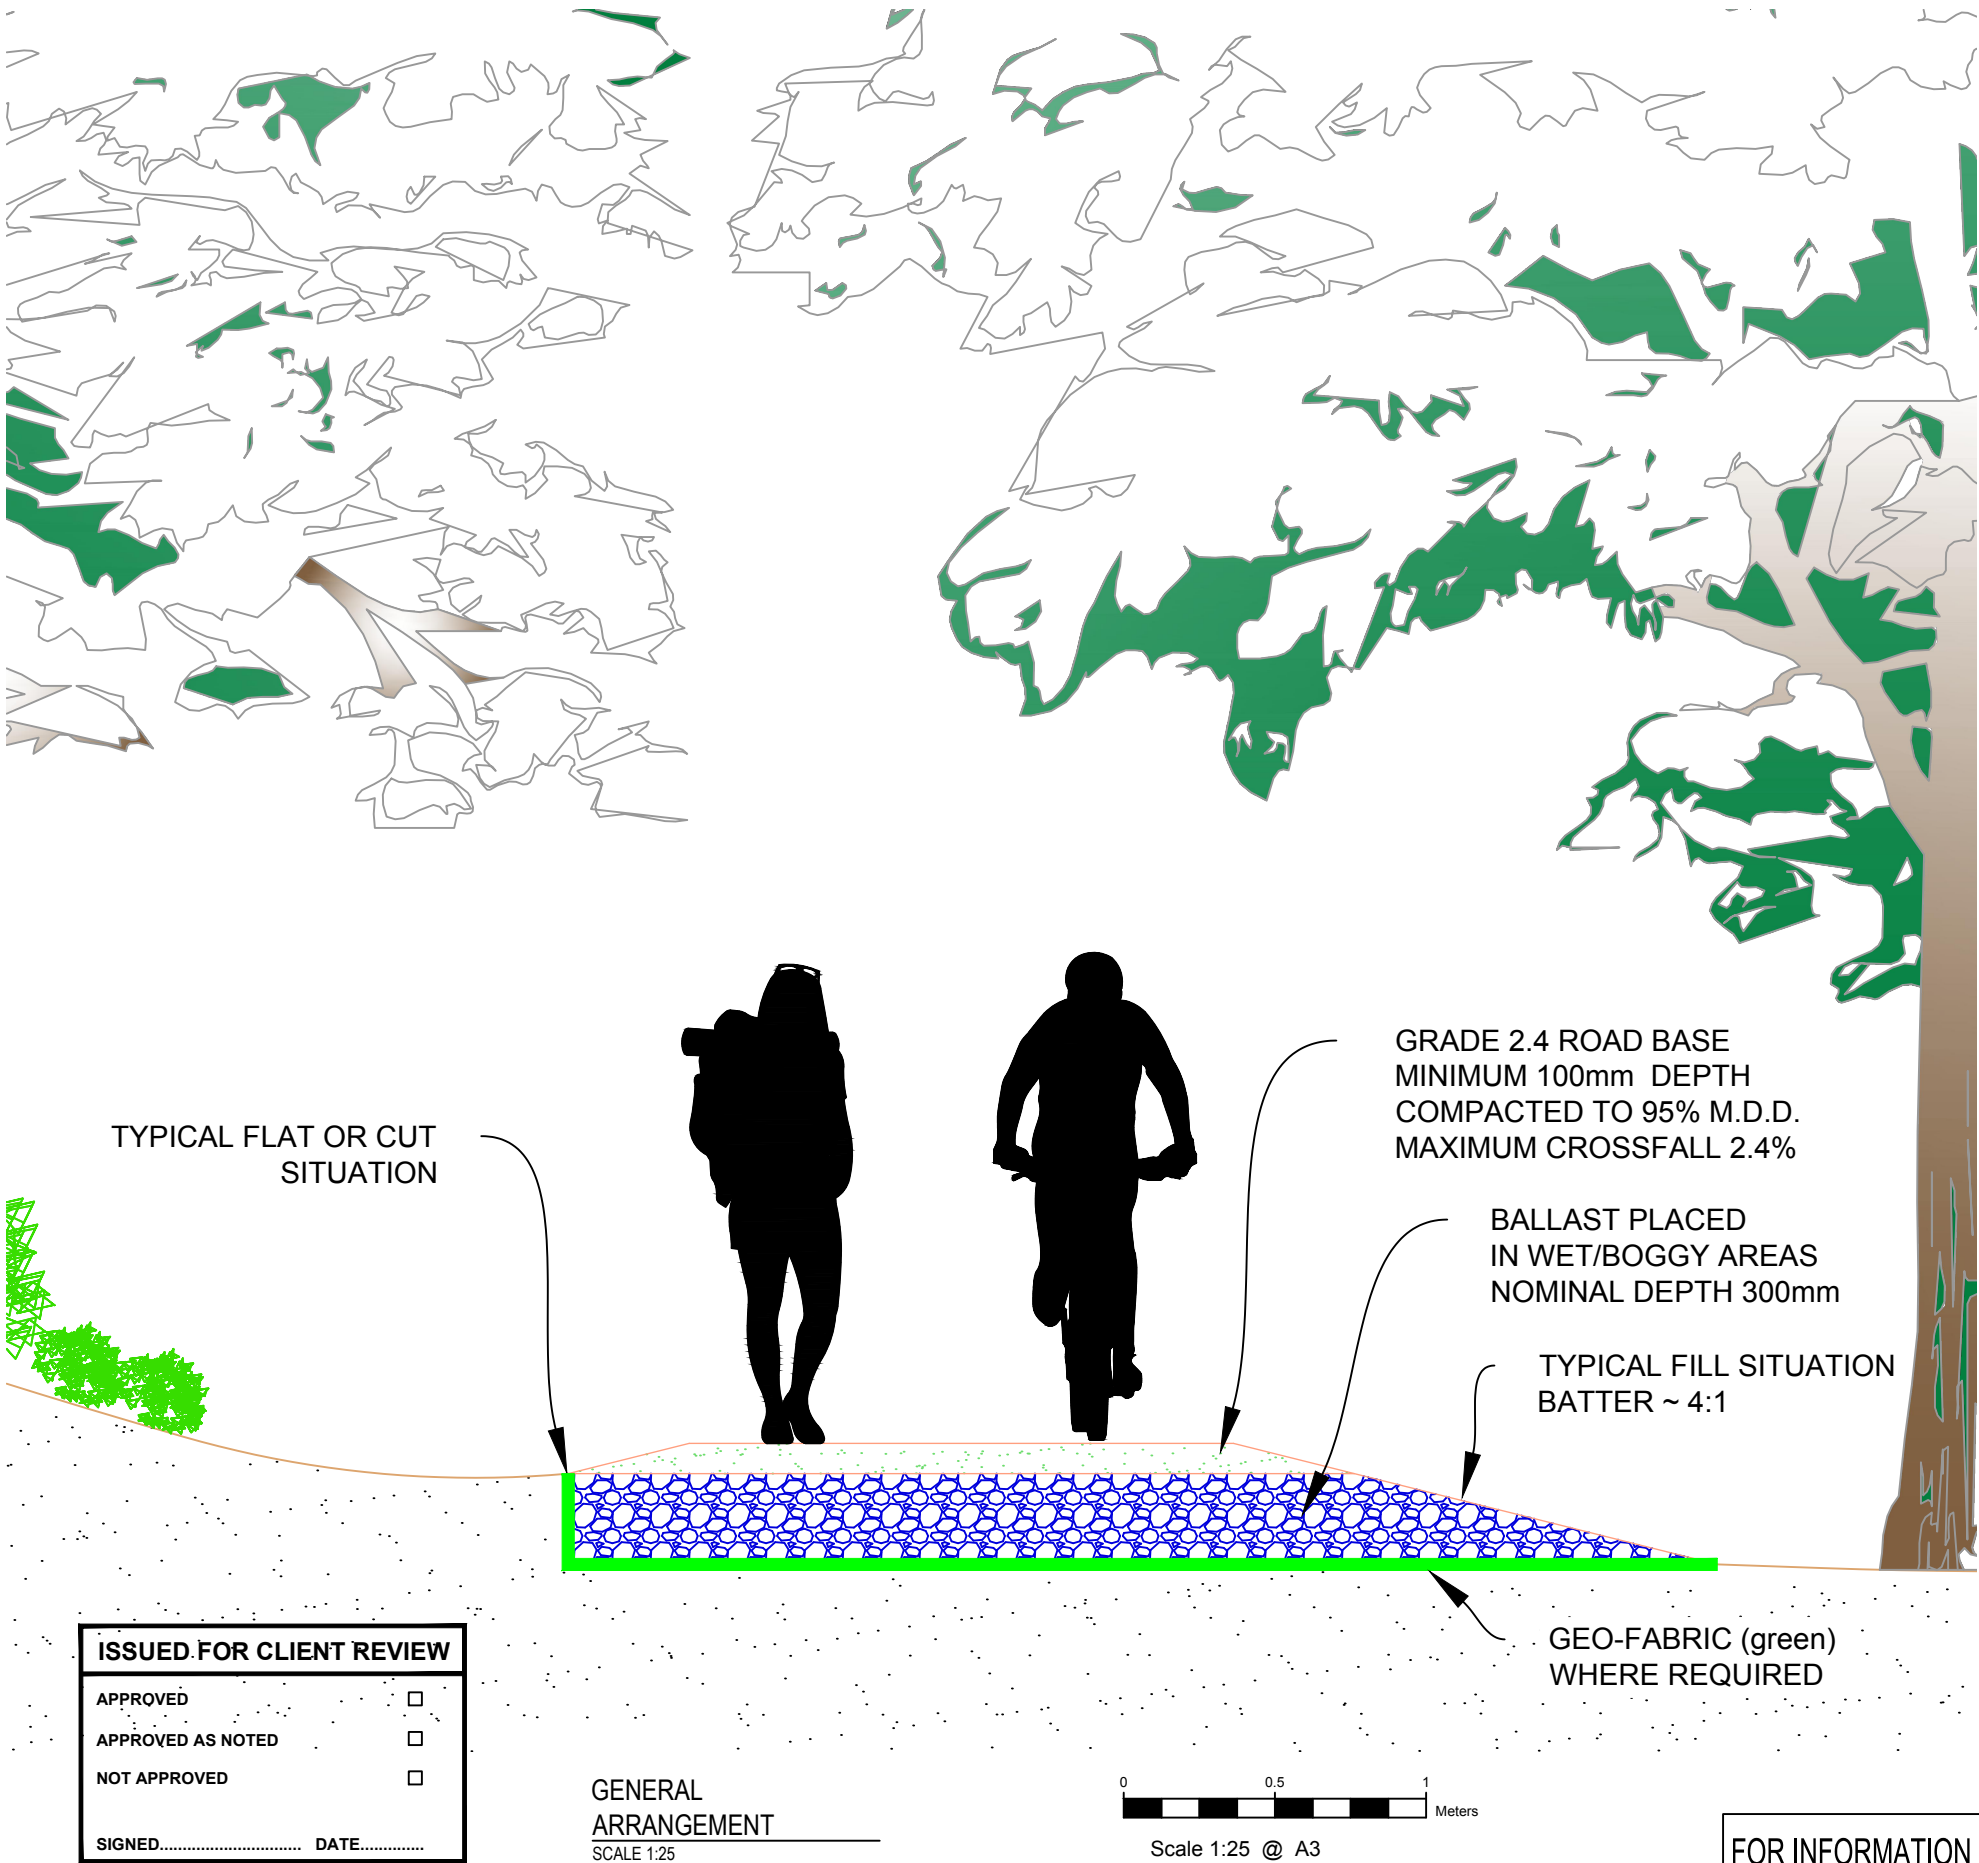 GRADE 2.4 ROAD BASE
MINIMUM 100mm DEPTH
COMPACTED TO 95% M.D.D.
MAXIMUM CROSSFALL 2.4%
TYPICAL FLAT OR CUT
SITUATION
BALLAST PLACED
IN WET/BOGGY AREAS
NOMINAL DEPTH 300mm
TYPICAL FILL SITUATION
BATTER ~ 4:1
GEO-FABRIC (green)
WHERE REQUIRED
ISSUED FOR CLIENT REVIEW
APPROVED
APPROVED AS NOTED
NOT APPROVED
SIGNED.............................. DATE..............
GENERAL
ARRANGEMENT
SCALE 1:25
0 0.5 1
Meters
Scale 1:25 @ A3
FOR INFORMATION